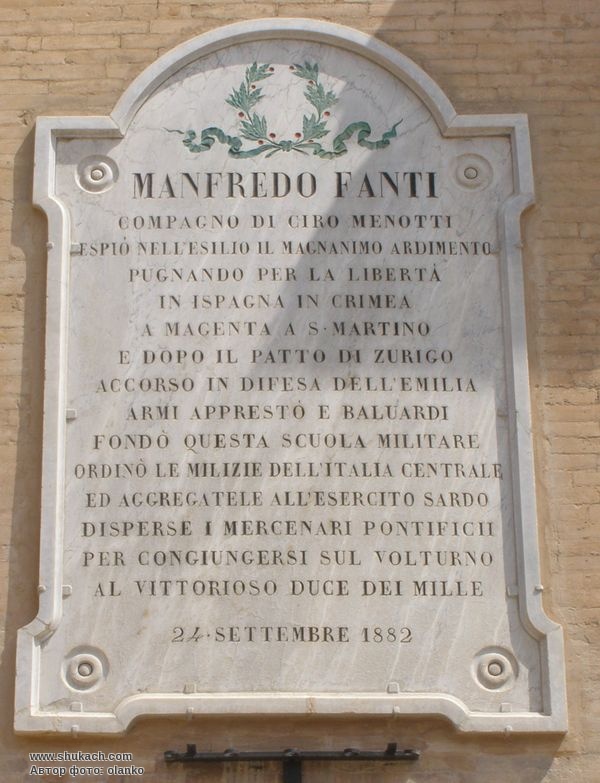 MANFREDO FANTI
COMPAGNO DI CIRO MENOTTI
ESPIÒ NELL'ESILIO IL MAGNANIMO ARDIMENTO
PUGNANDO PER LA LIBERTÀ
IN ISPAGNA IN CRIMEA
A MAGENTA A S·MARTINO
E DOPO IL PATTO DI ZURIGO
ACCORSO IN DIFESA DELL'EMILIA
ARMI APPRESTÒ E BALUARDI
FONDÒ QUESTA SCUOLA MILITARE
ORDINÒ LE MILIZIE DELL'ITALIA CENTRALE
ED AGGREGATELE ALL'ESERCITO SARDO
DISPERSE I MERCENARI PONTIFICII
PER CONGIUNGERSI SUL VOLTURNO
AL VITTORIOSO DUCE DEI MILLE
24·SETTEMBRE 1882
www.shukach.com
Автор фото: olanko